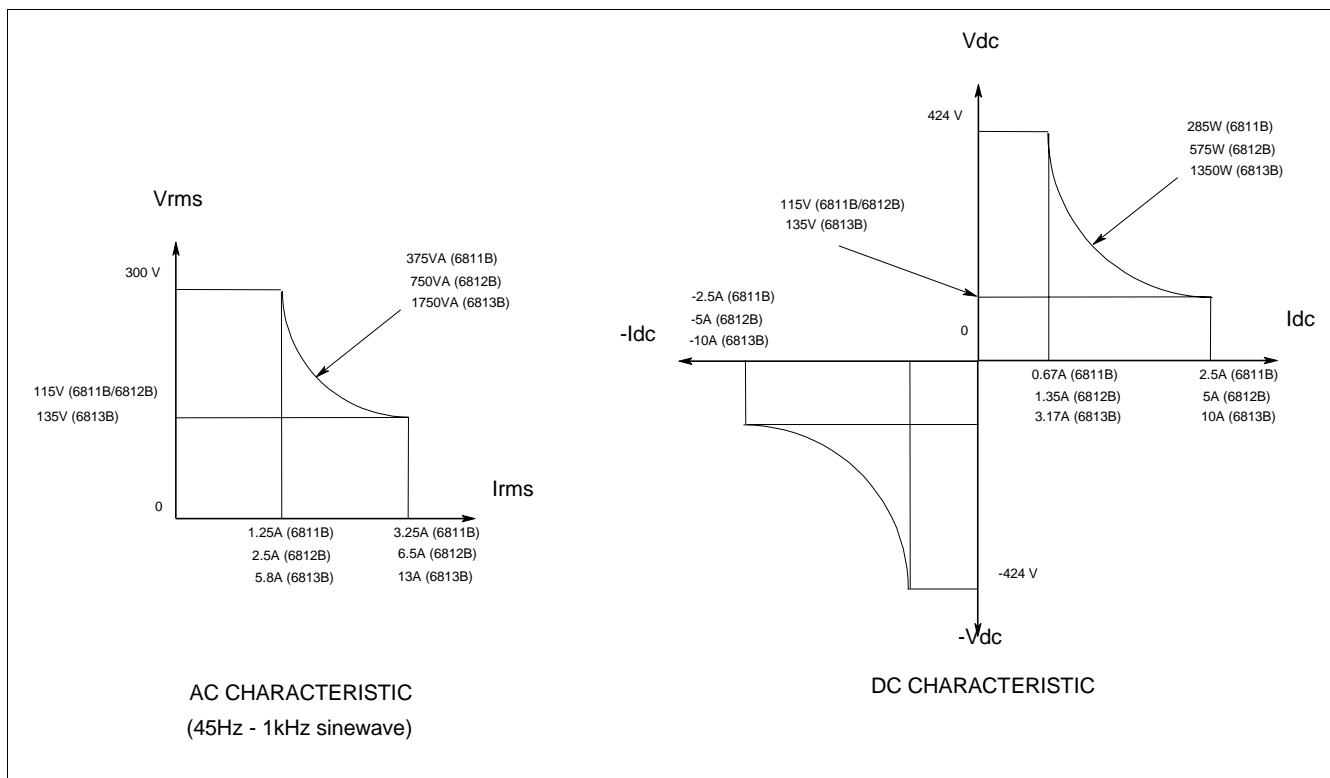 Vrms
300 V
375VA (6811B)
750VA (6812B)
1750VA (6813B)
115V (6811B/6812B)
135V (6813B)
0
Irms
1.25A (6811B)
2.5A (6812B)
5.8A (6813B)
3.25A (6811B)
6.5A (6812B)
13A (6813B)
AC CHARACTERISTIC
(45Hz - 1kHz sinewave)
Vdc
424 V
285W (6811B)
575W (6812B)
1350W (6813B)
115V (6811B/6812B)
135V (6813B)
-2.5A (6811B)
-5A (6812B)
-10A (6813B)
-Idc
0
Idc
0.67A (6811B)
1.35A (6812B)
3.17A (6813B)
2.5A (6811B)
5A (6812B)
10A (6813B)
-424 V
-Vdc
DC CHARACTERISTIC